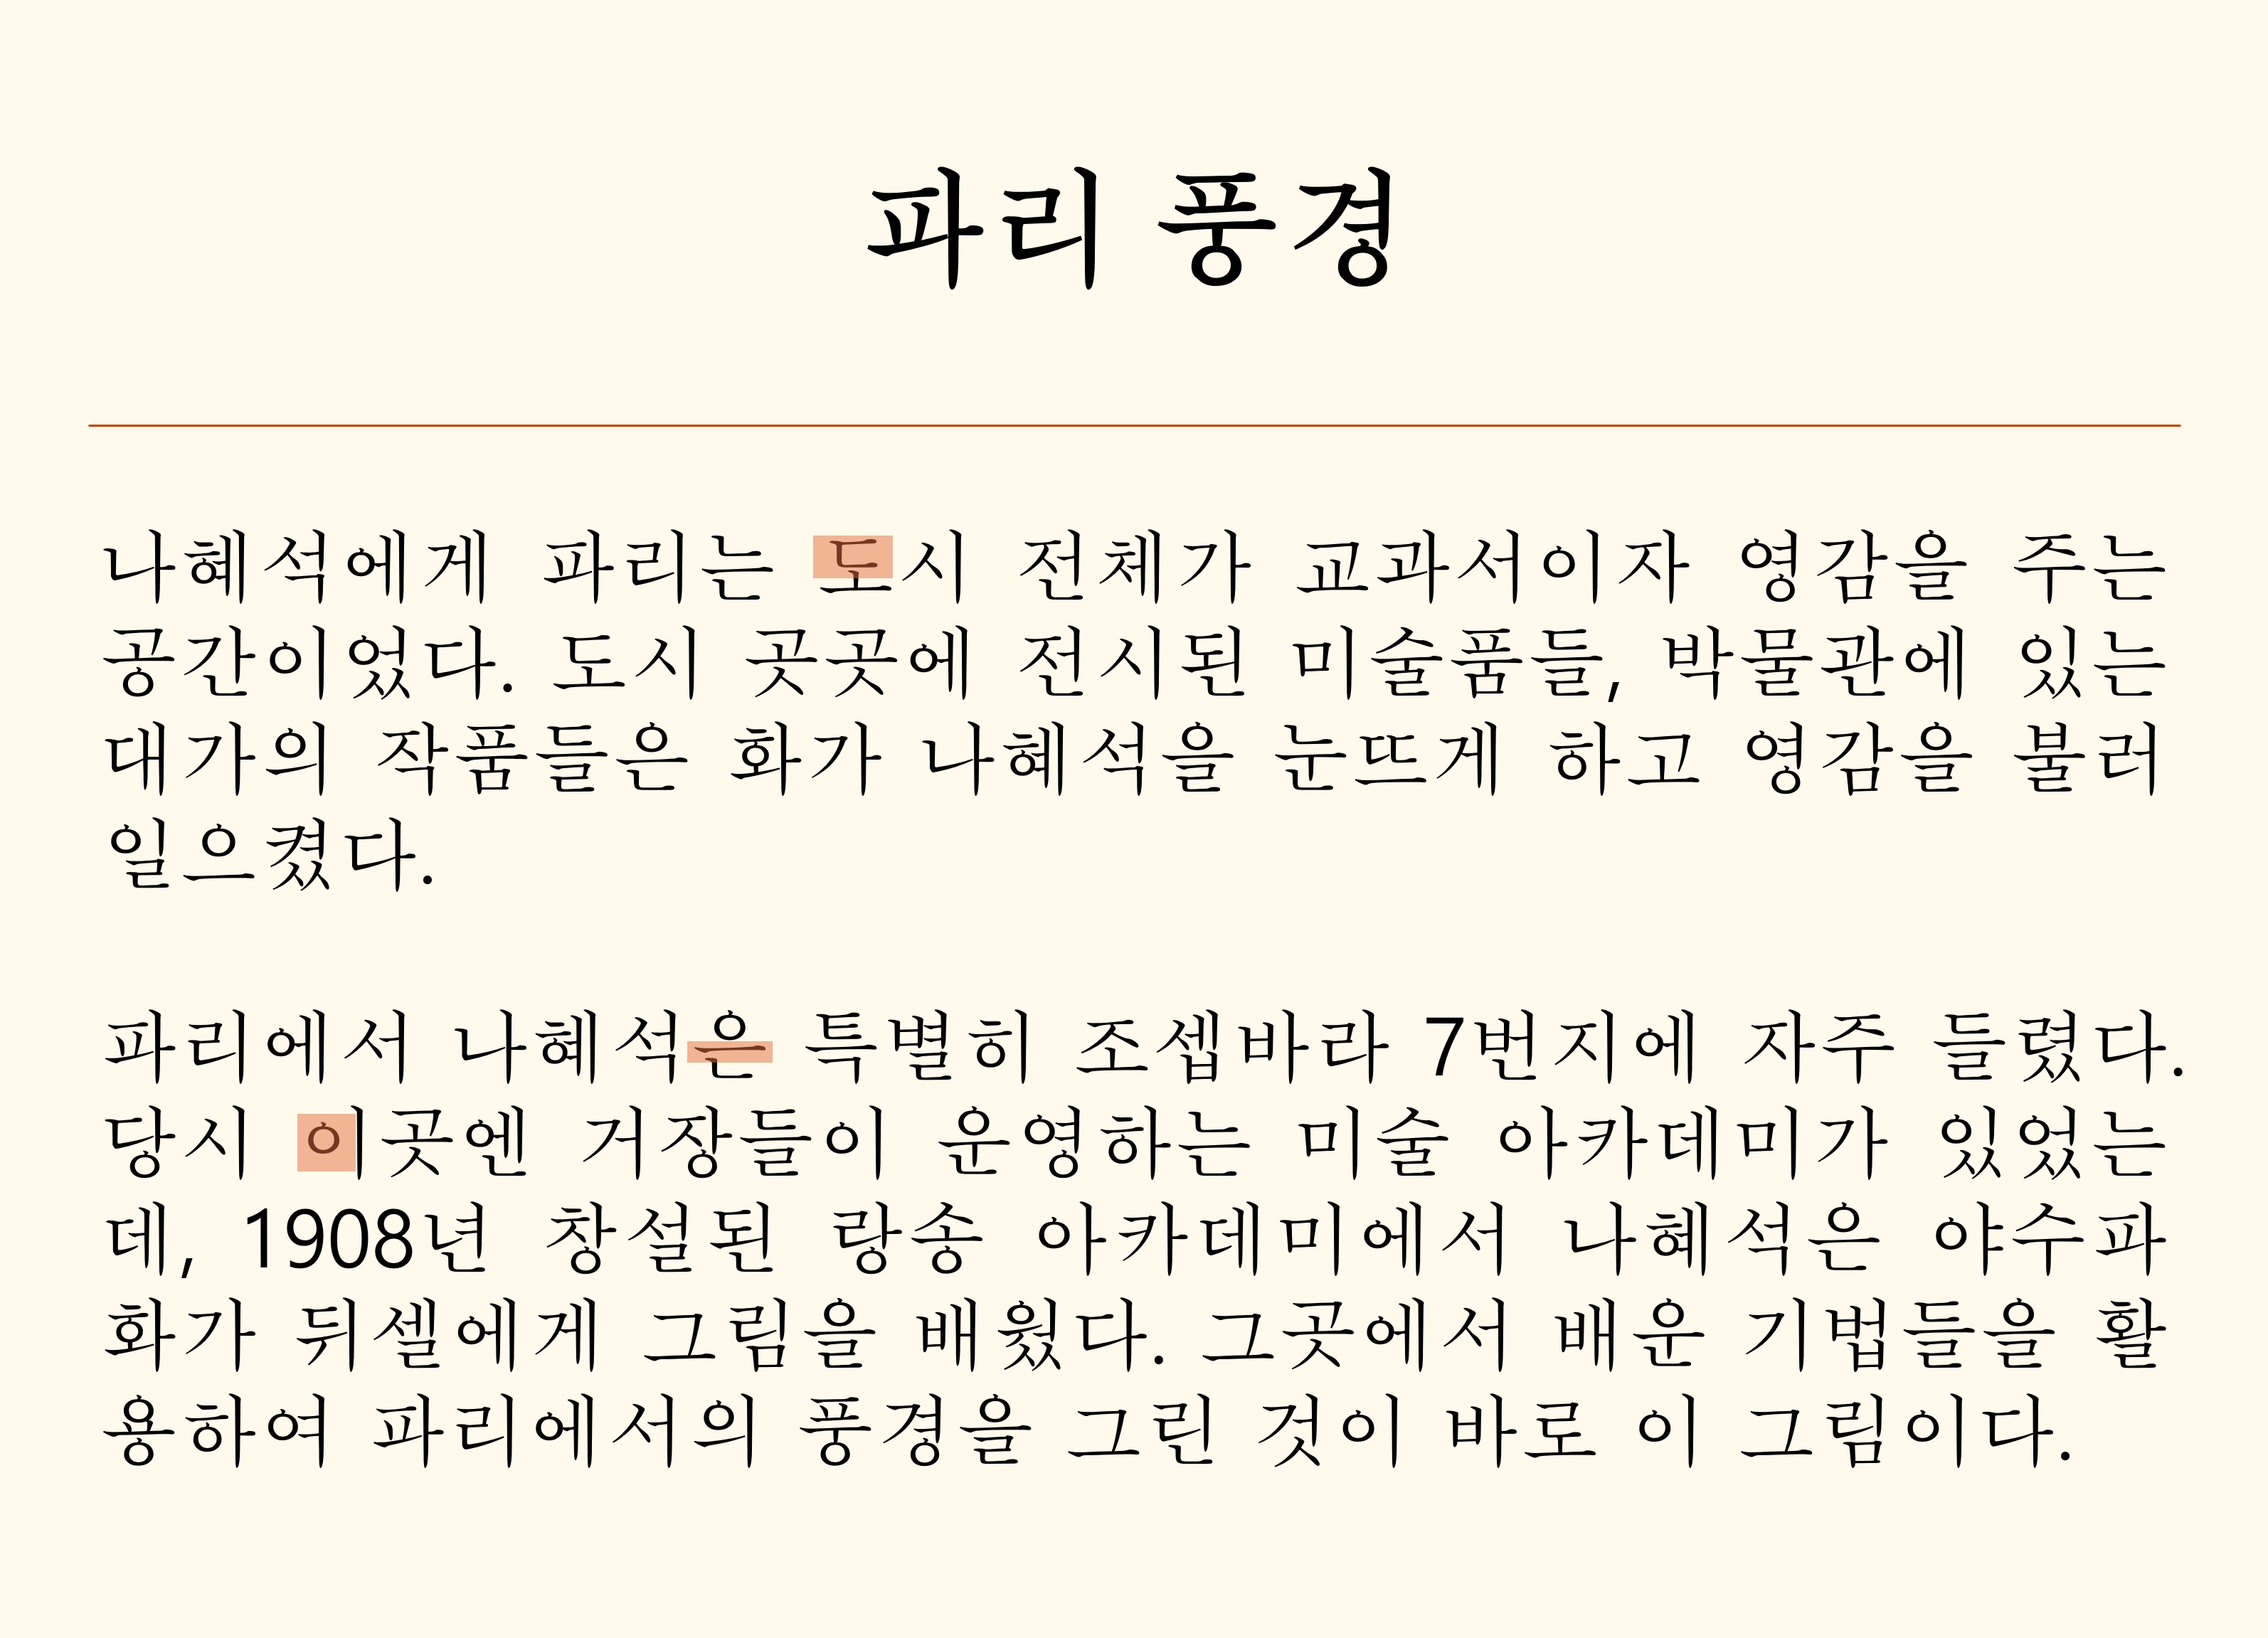 파리 풍경
나혜석에게 파리는 도시 전체가 교과서이자 영감을 주는
공간이었다. 도시 곳곳에 전시된 미술품들, 박물관에 있는
대가의 작품들은 화가 나혜석을 눈뜨게 하고 영감을 불러
일으켰다.
파리에서 나혜석은 특별히 조셉바라 7번지에 자주 들렀다.
당시 이곳엔 거장들이 운영하는 미술 아카데미가 있었는
데, 1908년 창설된 랑송 아카데미에서 나혜석은 야수파
화가 뒤셀에게 그림을 배웠다. 그곳에서 배운 기법들을 활
용하여 파리에서의 풍경을 그린 것이 바로 이 그림이다.